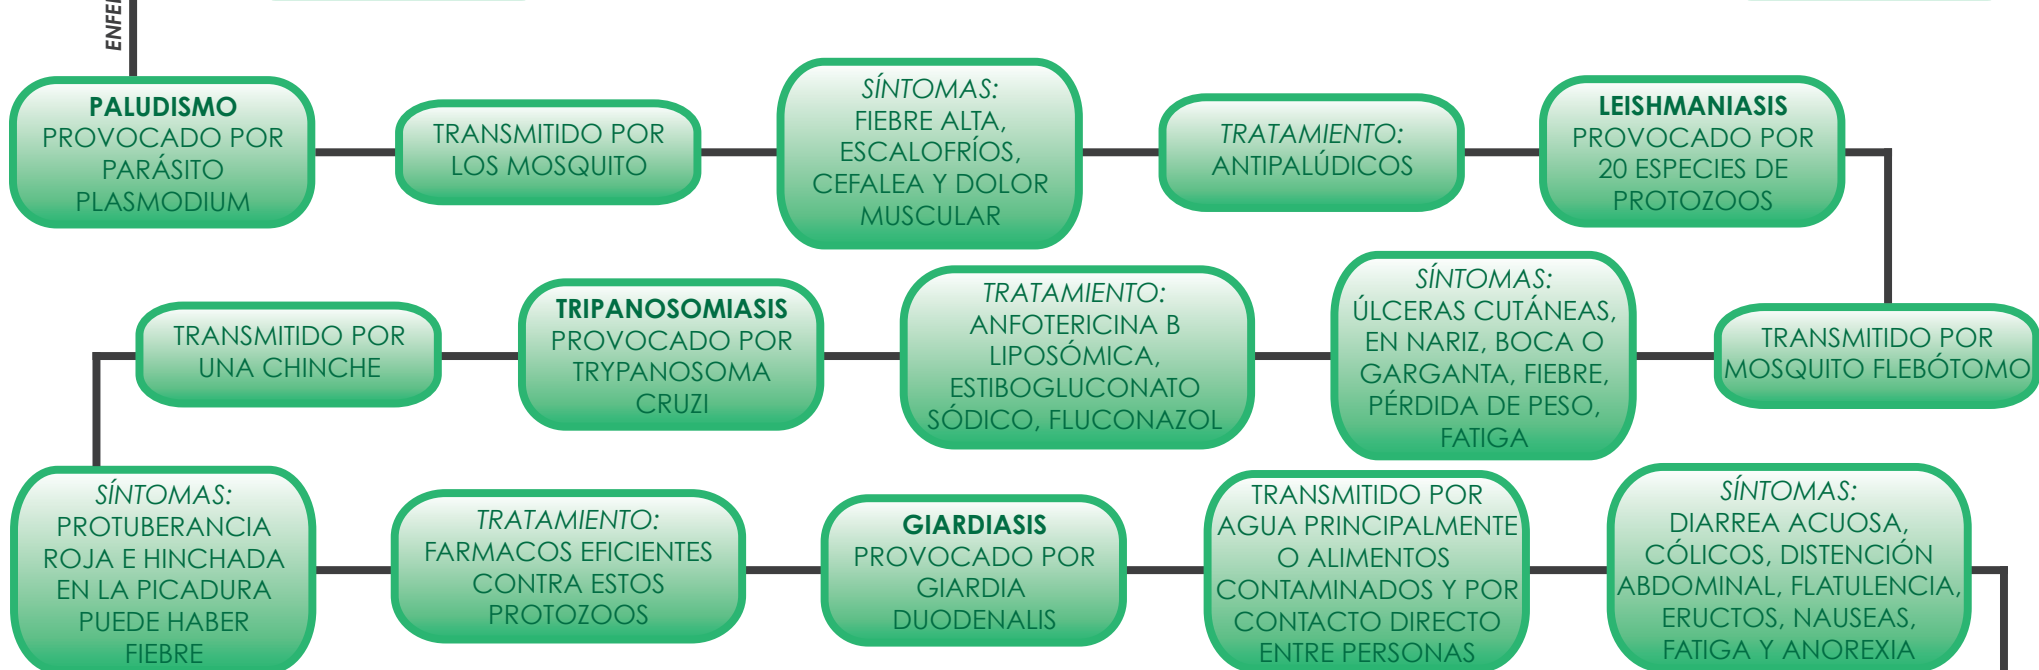 ENFE
PALUDISMO
PROVOCADO POR
PARÁSITO
PLASMODIUM
TRANSMITIDO POR
LOS MOSQUITO
SÍNTOMAS:
FIEBRE ALTA,
ESCALOFRÍOS,
CEFALEA Y DOLOR
MUSCULAR
TRATAMIENTO:
ANTIPALÚDICOS
LEISHMANIASIS
PROVOCADO POR
20 ESPECIES DE
PROTOZOOS
TRANSMITIDO POR
MOSQUITO FLEBÓTOMO
SÍNTOMAS:
ÚLCERAS CUTÁNEAS,
EN NARIZ, BOCA O
GARGANTA, FIEBRE,
PÉRDIDA DE PESO,
FATIGA
TRATAMIENTO:
ANFOTERICINA B
LIPOSÓMICA,
ESTIBOGLUCONATO
SÓDICO, FLUCONAZOL
TRIPANOSOMIASIS
PROVOCADO POR
TRYPANOSOMA
CRUZI
TRANSMITIDO POR
UNA CHINCHE
SÍNTOMAS:
PROTUBERANCIA
ROJA E HINCHADA
EN LA PICADURA
PUEDE HABER
FIEBRE
TRATAMIENTO:
FARMACOS EFICIENTES
CONTRA ESTOS
PROTOZOOS
GIARDIASIS
PROVOCADO POR
GIARDIA
DUODENALIS
TRANSMITIDO POR
AGUA PRINCIPALMENTE
O ALIMENTOS
CONTAMINADOS Y POR
CONTACTO DIRECTO
ENTRE PERSONAS
SÍNTOMAS:
DIARREA ACUOSA,
CÓLICOS, DISTENCIÓN
ABDOMINAL, FLATULENCIA,
ERUCTOS, NAUSEAS,
FATIGA Y ANOREXIA